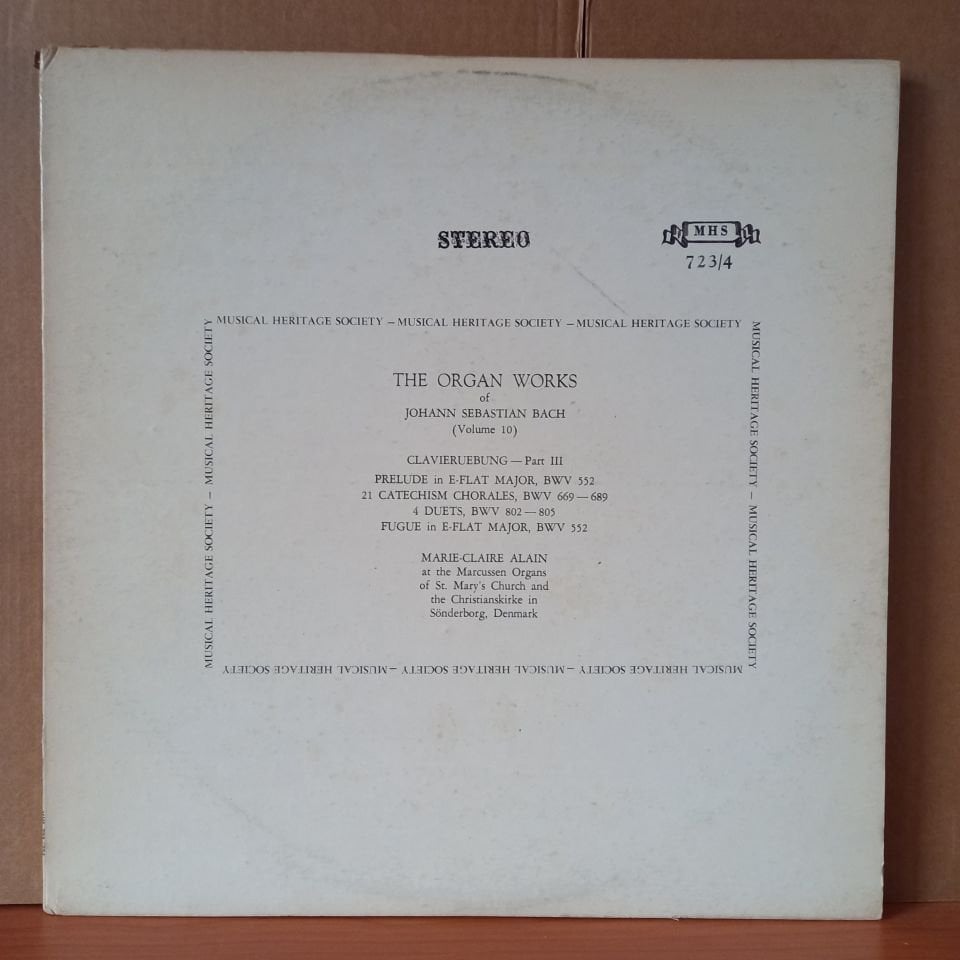 STEREO
MHS
723/4
MUSICAL HERITAGE SOCIETY – MUSICAL HERITAGE SOCIETY – MUSICAL HERITAGE SOCIETY
MUSICAL HERITAGE SOCIETY – MUSICAL HERITAGE SOCIETY
MUSICAL HERITAGE SOCIETY – MUSICAL HERITAGE SOCIETY
THE ORGAN WORKS
of
JOHANN SEBASTIAN BACH
(Volume 10)
CLAVIERUEBUNG — Part III
PRELUDE in E-FLAT MAJOR, BWV 552
21 CATECHISM CHORALES, BWV 669 — 689
4 DUETS, BWV 802 — 805
FUGUE in E-FLAT MAJOR, BWV 552
MARIE-CLAIRE ALAIN
at the Marcussen Organs
of St. Mary's Church and
the Christianskirke in
Sönderborg, Denmark
MUSICAL HERITAGE SOCIETY – MUSICAL HERITAGE SOCIETY – MUSICAL HERITAGE SOCIETY